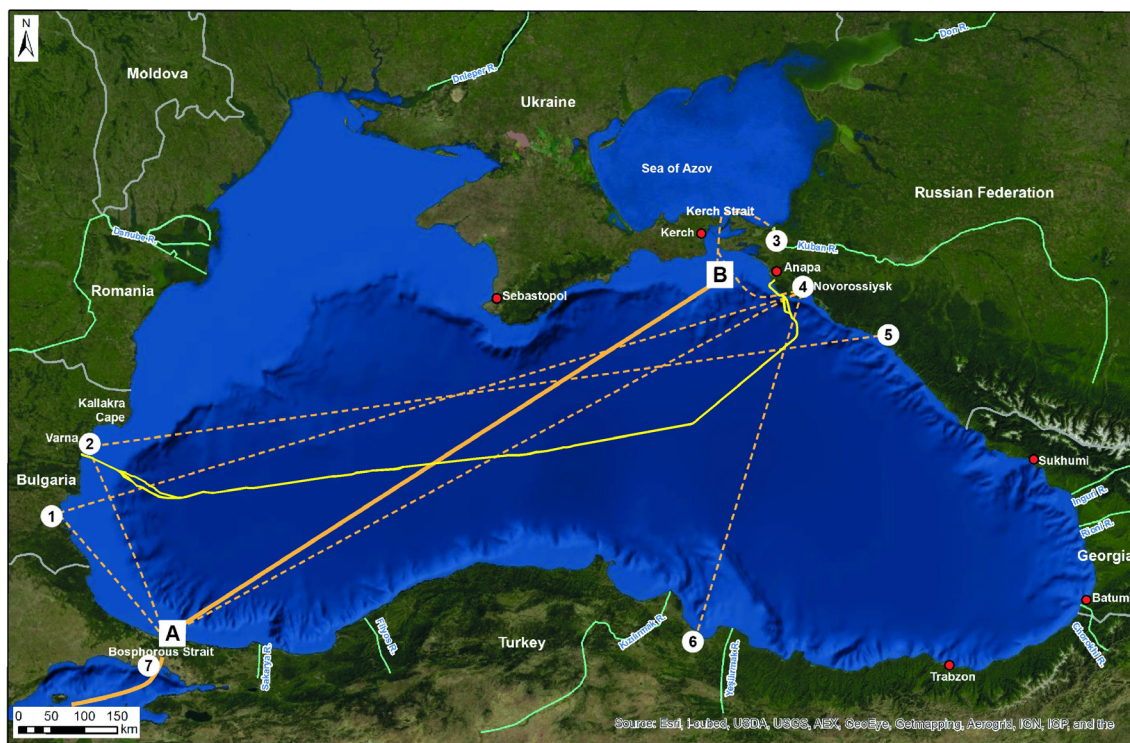 N
Moldova
Dnieper R.
Don R.
Ukraine
Sea of Azov
Russian Federation
Kerch Strait
Kerch
3
Kuban R.
Danube R.
B
Anapa
4
Novorossiysk
Romania
Sebastopol
5
Kallakra
Cape
Varna
2
Sukhumi
Bulgaria
Inguri R.
1
Rioni R.
Georgia
Batumi
A
Filyos R.
Kizilirmak R.
6
Turkey
Bosphorous Strait
7
Sakarya R.
Yeşilırmak R.
Chorokhi R.
Trabzon
0 50 100 150
km
Source: Esri, i-cubed, USDA, USGS, AEX, GeoEye, Getmapping, Aerogrid, IGN, IGP, and the